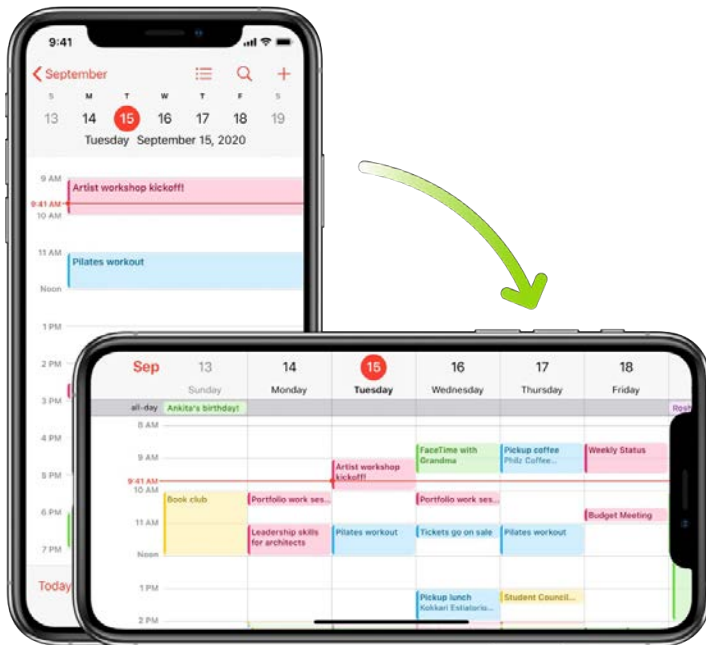 9:41
September
S M T W T F S
13 14 15 16 17 18 19
Tuesday September 15, 2020
9 AM
Artist workshop kickoff!
9:41 AM
10 AM
11 AM
Pilates workout
Noon
1 PM
2 PM
3 PM
4 PM
5 PM
6 PM
7 PM
Today
Sep 13 14 15 16 17 18
Sunday Monday Tuesday Wednesday Thursday Friday
all-day Ankita's birthday!
8 AM
9 AM
FaceTime with
Grandma
Pickup coffee
Philz Coffee...
Weekly Status
Artist workshop
kickoff!
9:41 AM
10 AM
Book club
Portfolio work ses...
Portfolio work ses...
Budget Meeting
11 AM
Leadership skills
for architects
Pilates workout
Tickets go on sale
Pilates workout
Noon
1 PM
Pickup lunch
Kokkari Estiatorio...
Student Council...
2 PM